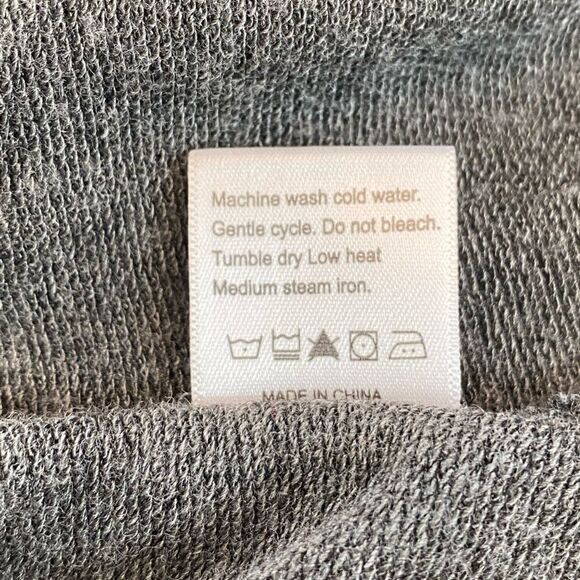 Machine wash cold water.
Gentle cycle. Do not bleach.
Tumble dry Low heat
Medium steam iron.
MADE IN CHINA